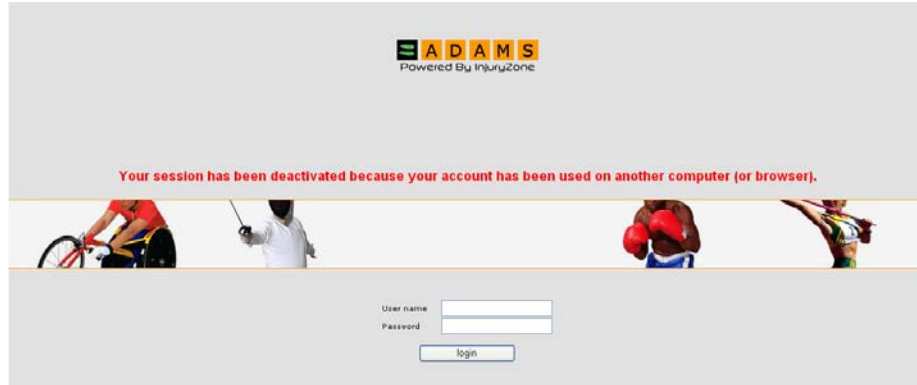 ADAMS
Powered By InjuryZone
Your session has been deactivated because your account has been used on another computer (or browser).
User name
Password
login